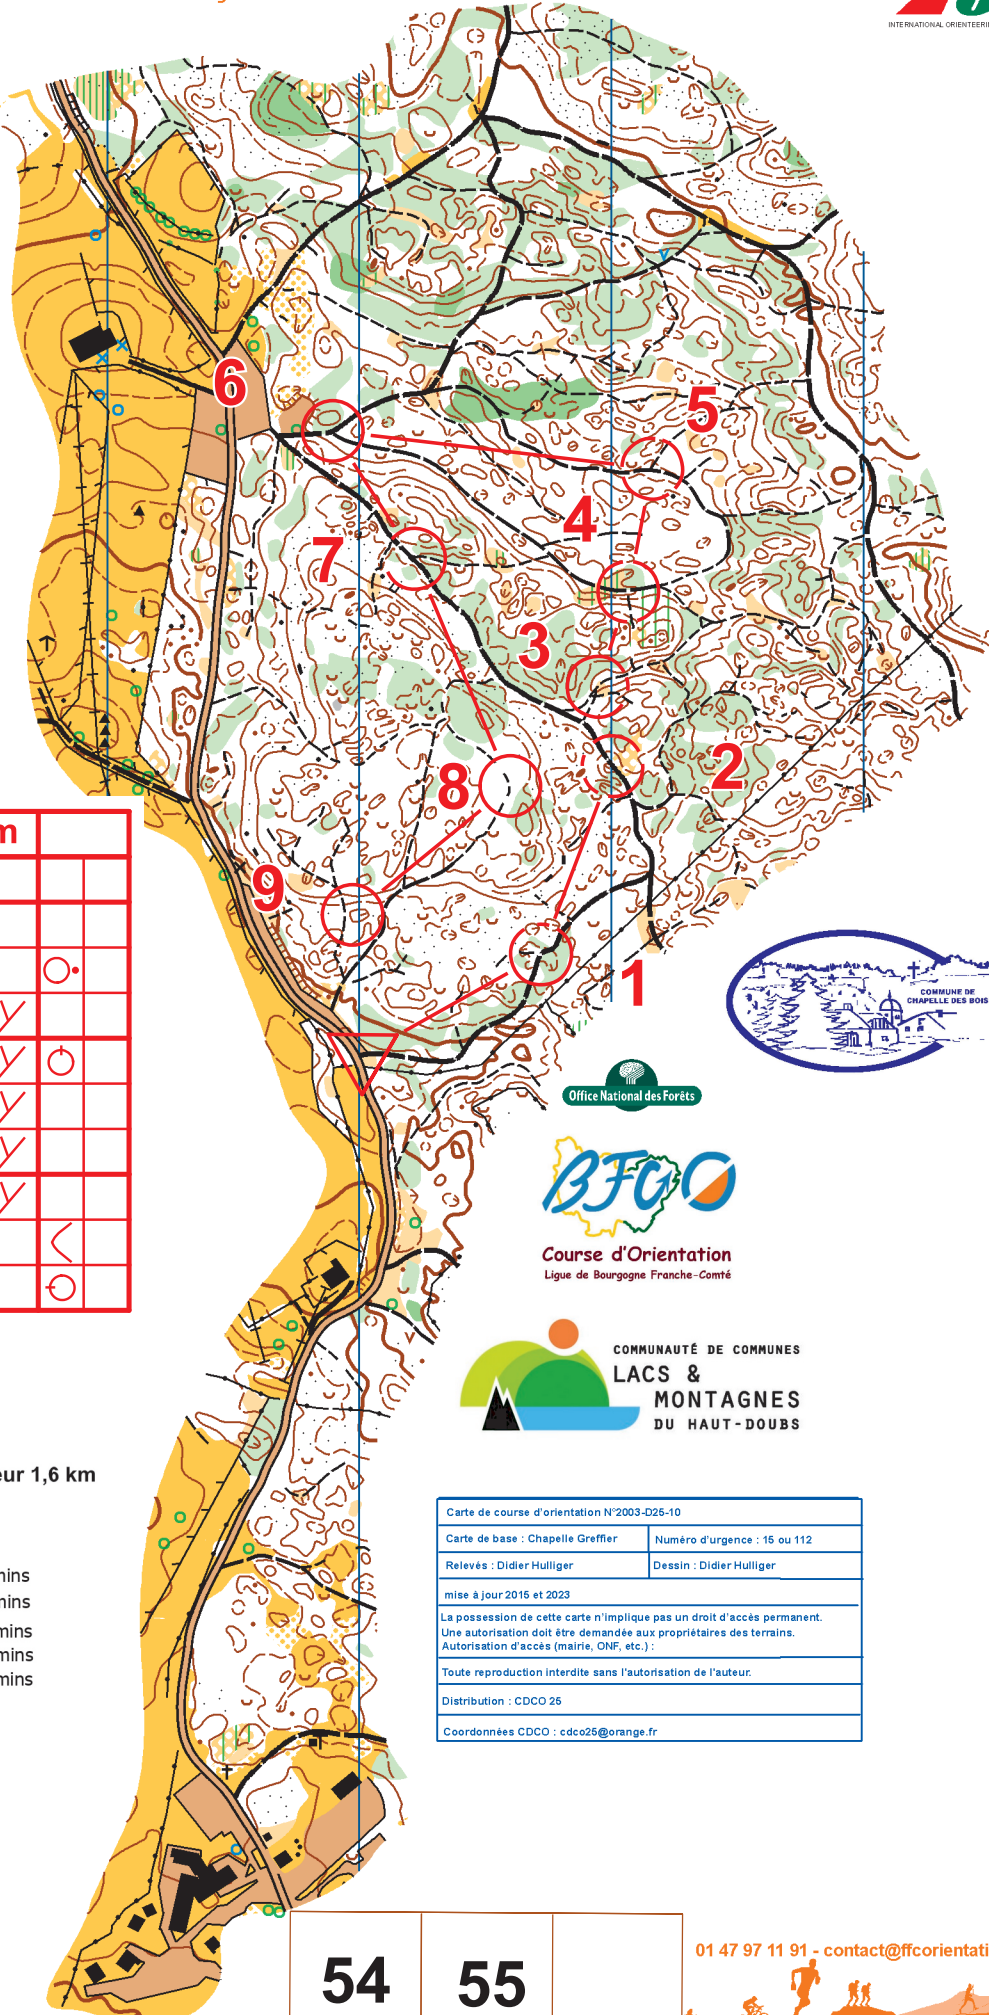 INTERNATIONAL ORIENTEERI
6
5
4
7
3
2
8
9
1
m
COMMUNE DE
CHAPELLE DES BOIS
Office National des Forêts
BFCO
Course d'Orientation
Ligue de Bourgogne Franche-Comté
COMMUNAUTÉ DE COMMUNES
LACS &
MONTAGNES
DU HAUT-DOUBS
eur 1,6 km
mins
mins
mins
mins
mins
Carte de course d'orientation N°2003-D25-10
Carte de base : Chapelle Greffier
Numéro d'urgence : 15 ou 112
Relevés : Didier Hulliger
Dessin : Didier Hulliger
mise à jour 2015 et 2023
La possession de cette carte n'implique pas un droit d'accès permanent.
Une autorisation doit être demandée aux propriétaires des terrains.
Autorisation d'accès (mairie, ONF, etc.) :
Toute reproduction interdite sans l'autorisation de l'auteur.
Distribution : CDCO 25
Coordonnées CDCO : cdco25@orange.fr
54
55
01 47 97 11 91 - contact@ffcorientati